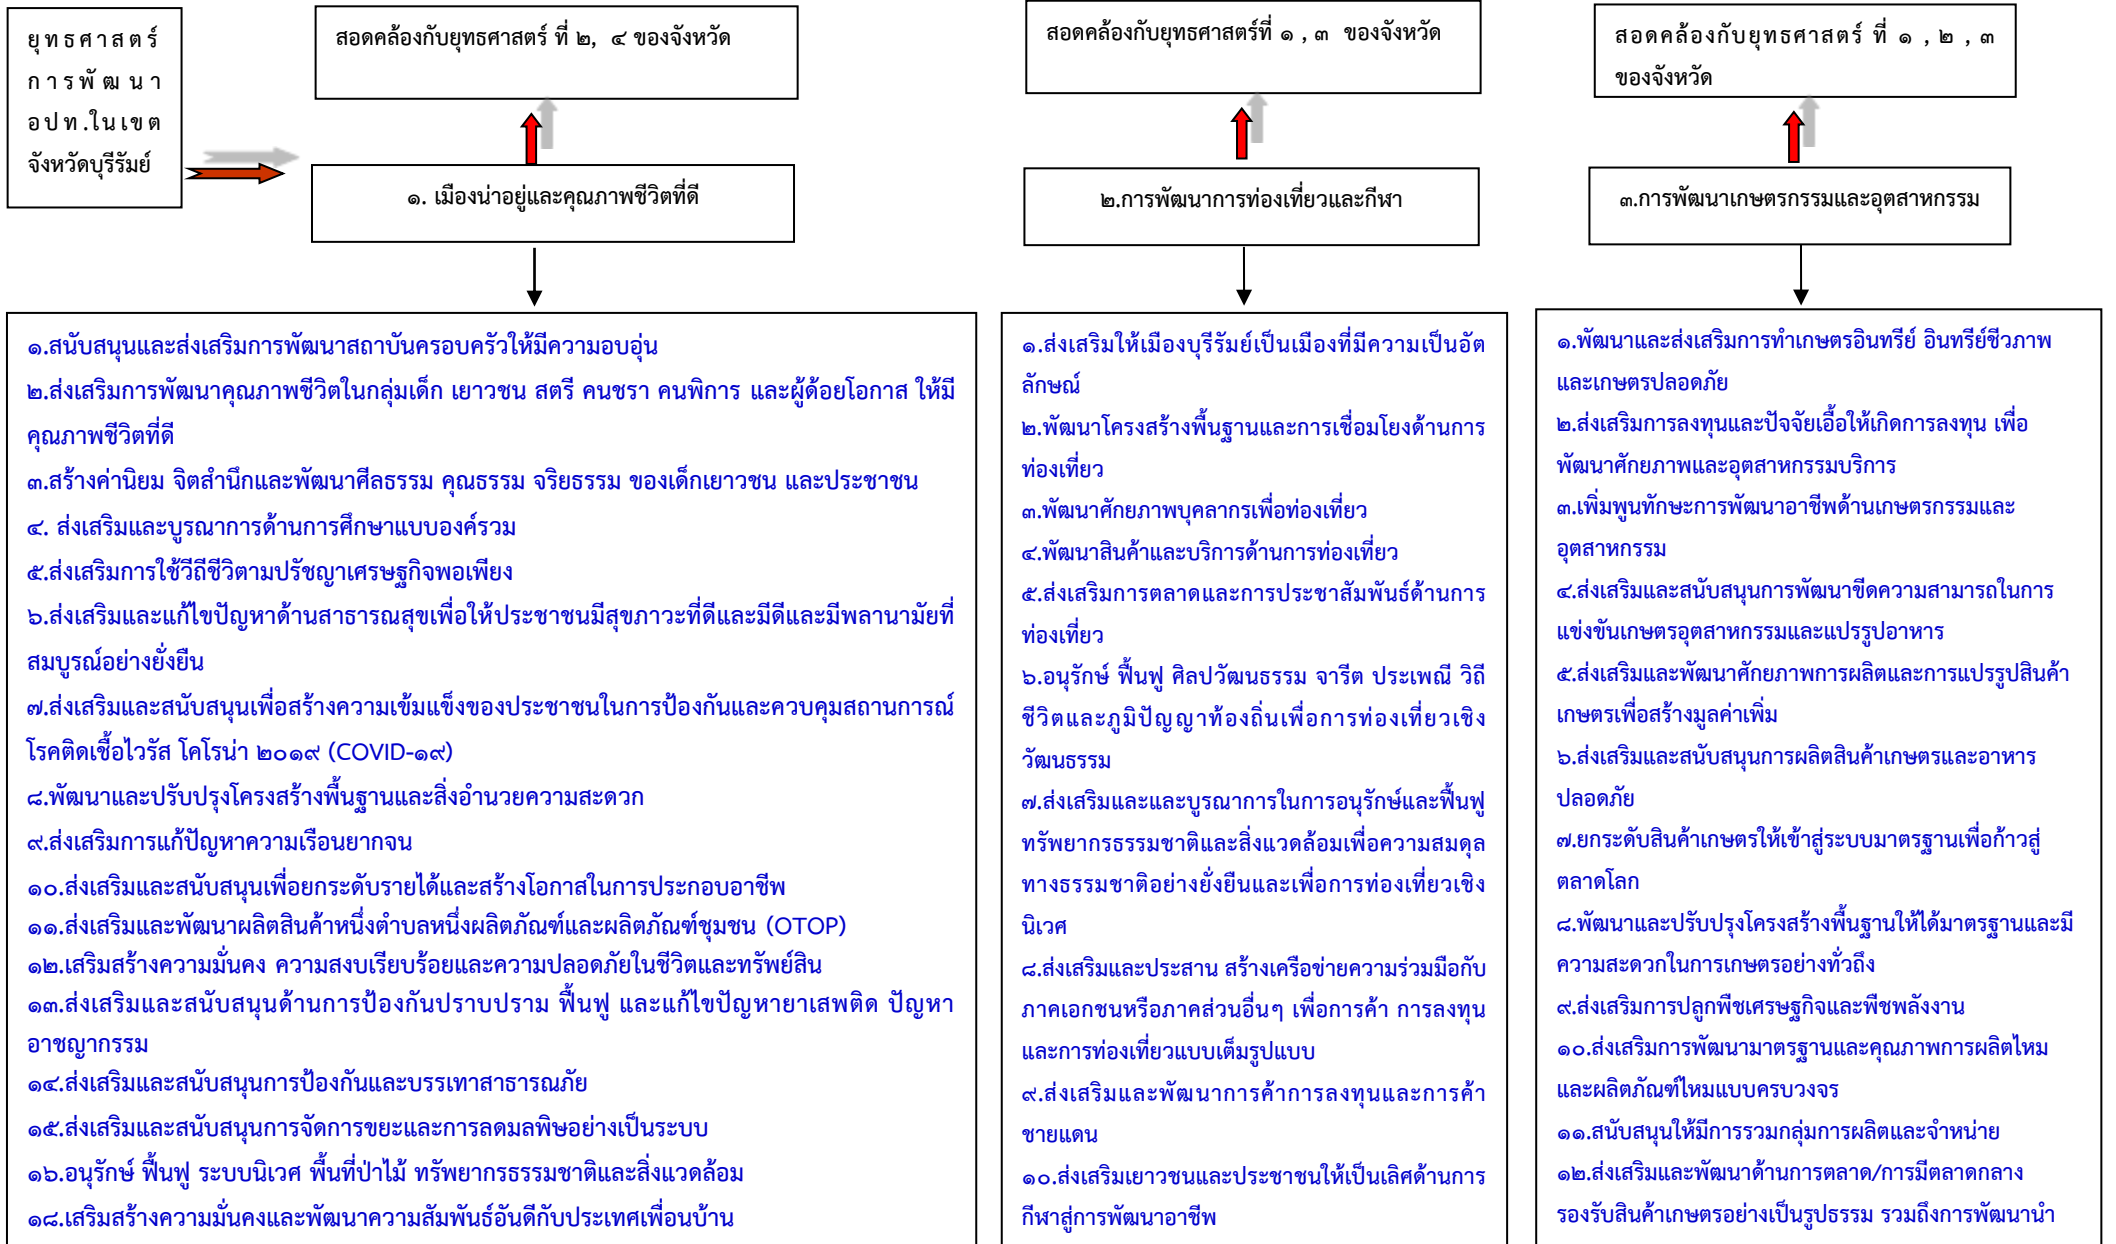 ยุทธศาสตร์
การพัฒนา
อปท.ในเขต
จังหวัดบุรีรัมย์
สอดคล้องกับยุทธศาสตร์ ที่ ๒, ๔ ของจังหวัด
๑. เมืองน่าอยู่และคุณภาพชีวิตที่ดี
สอดคล้องกับยุทธศาสตร์ที่ ๑ , ๓ ของจังหวัด
๒.การพัฒนาการท่องเที่ยวและกีฬา
สอดคล้องกับยุทธศาสตร์ ที่ ๑ , ๒ , ๓
ของจังหวัด
๓.การพัฒนาเกษตรกรรมและอุตสาหกรรม
๑.สนับสนุนและส่งเสริมการพัฒนาสถาบันครอบครัวให้มีความอบอุ่น
๒.ส่งเสริมการพัฒนาคุณภาพชีวิตในกลุ่มเด็ก เยาวชน สตรี คนชรา คนพิการ และผู้ด้อยโอกาส ให้มี
คุณภาพชีวิตที่ดี
๓.สร้างค่านิยม จิตสำนึกและพัฒนาศีลธรรม คุณธรรม จริยธรรม ของเด็กเยาวชน และประชาชน
๔. ส่งเสริมและบูรณาการด้านการศึกษาแบบองค์รวม
๕.ส่งเสริมการใช้วีถีชีวิตามปรัชญาเศรษฐกิจพอเพียง
๖.ส่งเสริมและแก้ไขปัญหาด้านสาธารณสุขเพื่อให้ประชาชนมีสุขภาวะที่ดีและมีดีและมีพลานามัยที่
สมบูรณ์อย่างยั่งยืน
๗.ส่งเสริมและสนับสนุนเพื่อสร้างความเข้มแข็งของประชาชนในการป้องกันและควบคุมสถานการณ์
โรคติดเชื้อไวรัส โคโรน่า ๒๐๑๙ (COVID-๑๙)
๘.พัฒนาและปรับปรุงโครงสร้างพื้นฐานและสิ่งอำนวยความสะดวก
๙.ส่งเสริมการแก้ปัญหาความเรือนยากจน
๑๐.ส่งเสริมและสนับสนุนเพื่อยกระดับรายได้และสร้างโอกาสในการประกอบอาชีพ
๑๑.ส่งเสริมและพัฒนาผลิตสินค้าหนึ่งตำบลหนึ่งผลิตภัณฑ์และผลิตภัณฑ์ชุมชน (OTOP)
๑๒.เสริมสร้างความมั่นคง ความสงบเรียบร้อยและความปลอดภัยในชีวิตและทรัพย์สิน
๑๓.ส่งเสริมและสนับสนุนด้านการป้องกันปราบปราม ฟื้นฟู และแก้ไขปัญหายาเสพติด ปัญหา
อาชญากรรม
๑๔.ส่งเสริมและสนับสนุนการป้องกันและบรรเทาสาธารณภัย
๑๕.ส่งเสริมและสนับสนุนการจัดการขยะและการลดมลพิษอย่างเป็นระบบ
๑๖.อนุรักษ์ ฟื้นฟู ระบบนิเวศ พื้นที่ป่าไม้ ทรัพยากรธรรมชาติและสิ่งแวดล้อม
๑๘.เสริมสร้างความมั่นคงและพัฒนาความสัมพันธ์อันดีกับประเทศเพื่อนบ้าน
๑.ส่งเสริมให้เมืองบุรีรัมย์เป็นเมืองที่มีความเป็นอัต
ลักษณ์
๒.พัฒนาโครงสร้างพื้นฐานและการเชื่อมโยงด้านการ
ท่องเที่ยว
๓.พัฒนาศักยภาพบุคลากรเพื่อท่องเที่ยว
๔.พัฒนาสินค้าและบริการด้านการท่องเที่ยว
๕.ส่งเสริมการตลาดและการประชาสัมพันธ์ด้านการ
ท่องเที่ยว
๖.อนุรักษ์ ฟื้นฟู ศิลปวัฒนธรรม จารีต ประเพณี วิถี
ชีวิตและภูมิปัญญาท้องถิ่นเพื่อการท่องเที่ยวเชิง
วัฒนธรรม
๗.ส่งเสริมและและบูรณาการในการอนุรักษ์และฟื้นฟู
ทรัพยากรธรรมชาติและสิ่งแวดล้อมเพื่อความสมดุล
ทางธรรมชาติอย่างยั่งยืนและเพื่อการท่องเที่ยวเชิง
นิเวศ
๘.ส่งเสริมและประสาน สร้างเครือข่ายความร่วมมือกับ
ภาคเอกชนหรือภาคส่วนอื่นๆ เพื่อการค้า การลงทุน
และการท่องเที่ยวแบบเต็มรูปแบบ
๙.ส่งเสริมและพัฒนาการค้าการลงทุนและการค้า
ชายแดน
๑๐.ส่งเสริมเยาวชนและประชาชนให้เป็นเลิศด้านการ
กีฬาสู่การพัฒนาอาชีพ
๑.พัฒนาและส่งเสริมการทำเกษตรอินทรีย์ อินทรีย์ชีวภาพ
และเกษตรปลอดภัย
๒.ส่งเสริมการลงทุนและปัจจัยเอื้อให้เกิดการลงทุน เพื่อ
พัฒนาศักยภาพและอุตสาหกรรมบริการ
๓.เพิ่มพูนทักษะการพัฒนาอาชีพด้านเกษตรกรรมและ
อุตสาหกรรม
๔.ส่งเสริมและสนับสนุนการพัฒนาขีดความสามารถในการ
แข่งขันเกษตรอุตสาหกรรมและแปรรูปอาหาร
๕.ส่งเสริมและพัฒนาศักยภาพการผลิตและการแปรรูปสินค้า
เกษตรเพื่อสร้างมูลค่าเพิ่ม
๖.ส่งเสริมและสนับสนุนการผลิตสินค้าเกษตรและอาหาร
ปลอดภัย
๗.ยกระดับสินค้าเกษตรให้เข้าสู่ระบบมาตรฐานเพื่อก้าวสู่
ตลาดโลก
๘.พัฒนาและปรับปรุงโครงสร้างพื้นฐานให้ได้มาตรฐานและมี
ความสะดวกในการเกษตรอย่างทั่วถึง
๙.ส่งเสริมการปลูกพืชเศรษฐกิจและพืชพลังงาน
๑๐.ส่งเสริมการพัฒนามาตรฐานและคุณภาพการผลิตไหม
และผลิตภัณฑ์ไหมแบบครบวงจร
๑๑.สนับสนุนให้มีการรวมกลุ่มการผลิตและจำหน่าย
๑๒.ส่งเสริมและพัฒนาด้านการตลาด/การมีตลาดกลาง
รองรับสินค้าเกษตรอย่างเป็นรูปธรรม รวมถึงการพัฒนานำ